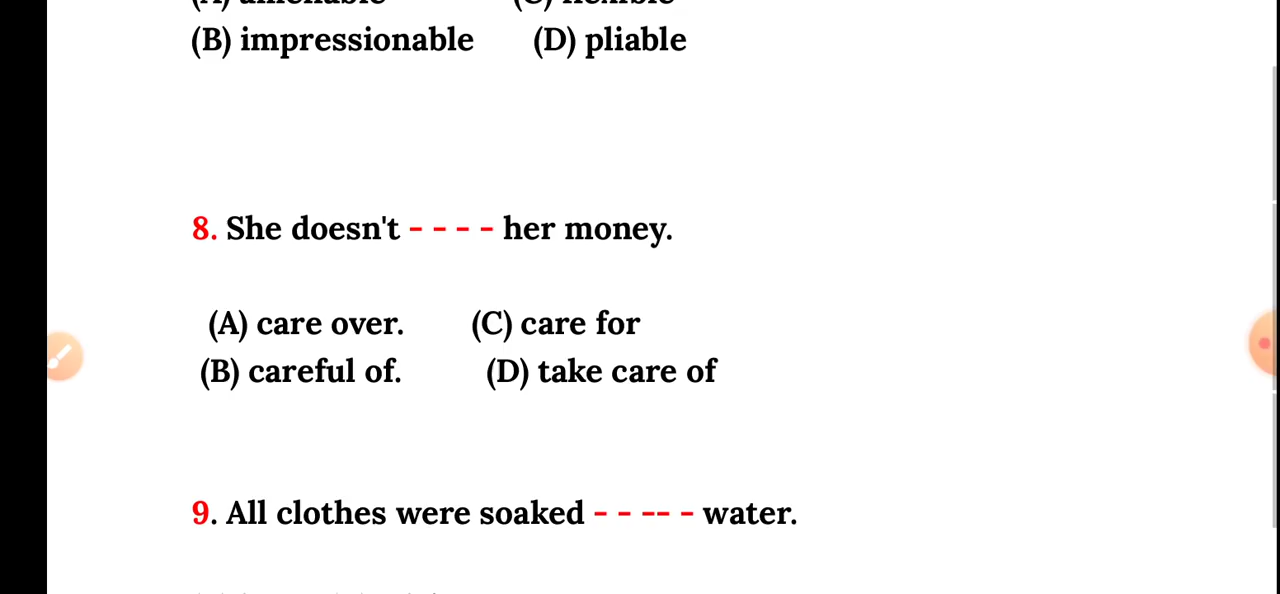 (B) impressionable (D) pliable
8. She doesn't - - - - her money.
(A) care over. (C) care for
(B) careful of. (D) take care of
9. All clothes were soaked - - -- - water.